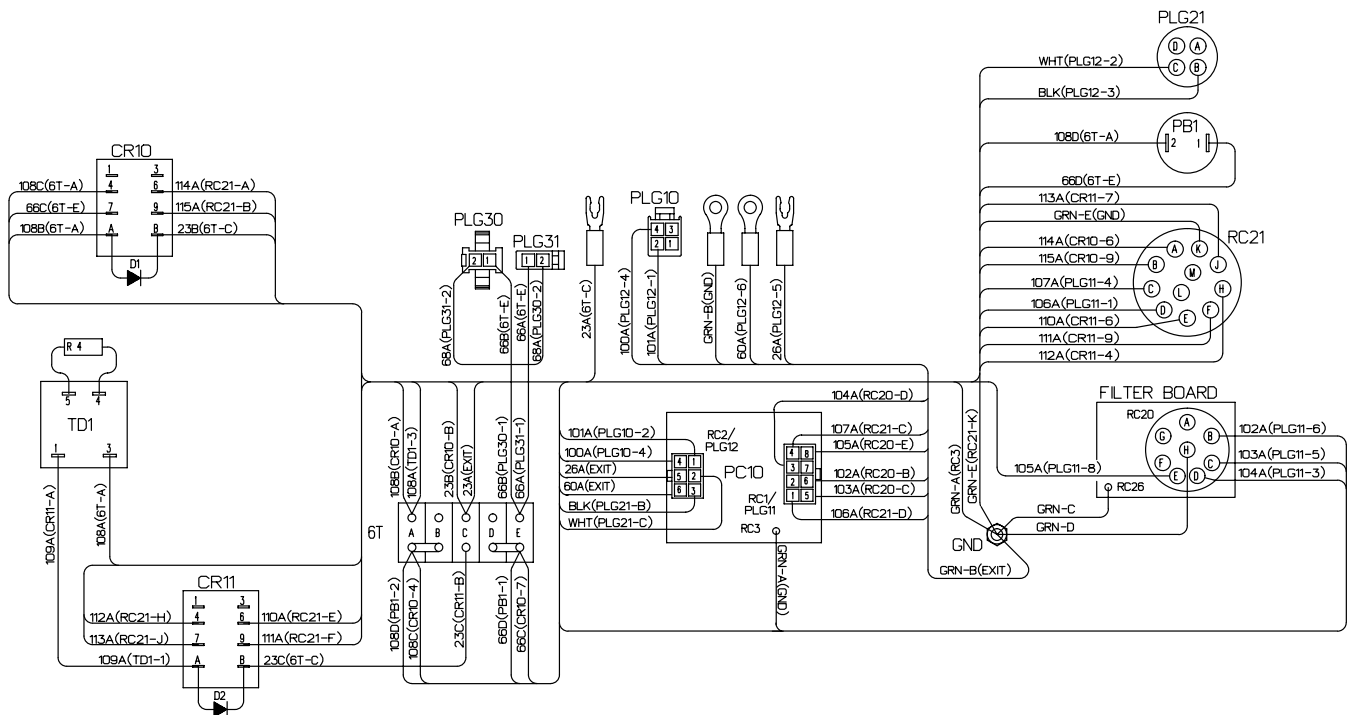 PLG21
D A
C B
WHT(PLG12-2)
BLK(PLG12-3)
PB1
2 1
108D(6T-A)
66D(6T-E)
113A(CR11-7)
GRN-E(GND)
RC21
114A(CR10-6)
115A(CR10-9)
107A(PLG11-4)
106A(PLG11-1)
110A(CR11-6)
111A(CR11-9)
112A(CR11-4)
A K
B J
M
C H
L
D F
E
CR10
1 3
4 6
7 9
A B
108C(6T-A)
66C(6T-E)
108B(6T-A)
114A(RC21-A)
115A(RC21-B)
23B(6T-C)
D1
PLG30
2 1
PLG31
1 2
PLG10
4 3
2 1
68A(PLG31-2)
66B(6T-E)
66A(6T-E)
68A(PLG30-2)
23A(6T-C)
100A(PLG12-4)
101A(PLG12-1)
GRN-B(GND)
60A(PLG12-6)
26A(PLG12-5)
R 4
5 4
TD1
1 3
109A(CR11-A)
108A(6T-A)
FILTER BOARD
RC20
A
G B
H
F C
E D
RC26
102A(PLG11-6)
103A(PLG11-5)
104A(PLG11-3)
105A(PLG11-8)
GRN-A(RC3)
GRN-E(RC21-K)
GRN-C
GRN-D
GND
GRN-B(EXIT)
104A(RC20-D)
107A(RC21-C)
105A(RC20-E)
102A(RC20-B)
103A(RC20-C)
106A(RC21-D)
RC2/
PLG12
PC10
RC1/
PLG11
RC3
4 1
5 2
6 3
4 8
3 7
2 6
1 5
101A(PLG10-2)
100A(PLG10-4)
26A(EXIT)
60A(EXIT)
BLK(PLG21-B)
WHT(PLG21-C)
GRN-A(GND)
108B(CR10-A)
108A(TD1-3)
23B(CR10-B)
23A(EXIT)
66B(PLG30-1)
66A(PLG31-1)
6T
A B C D E
108D(PB1-2)
108C(CR10-4)
23C(CR11-B)
66D(PB1-1)
66C(CR10-7)
CR11
1 3
4 6
7 9
A B
112A(RC21-H)
113A(RC21-J)
109A(TD1-1)
110A(RC21-E)
111A(RC21-F)
23C(6T-C)
D2